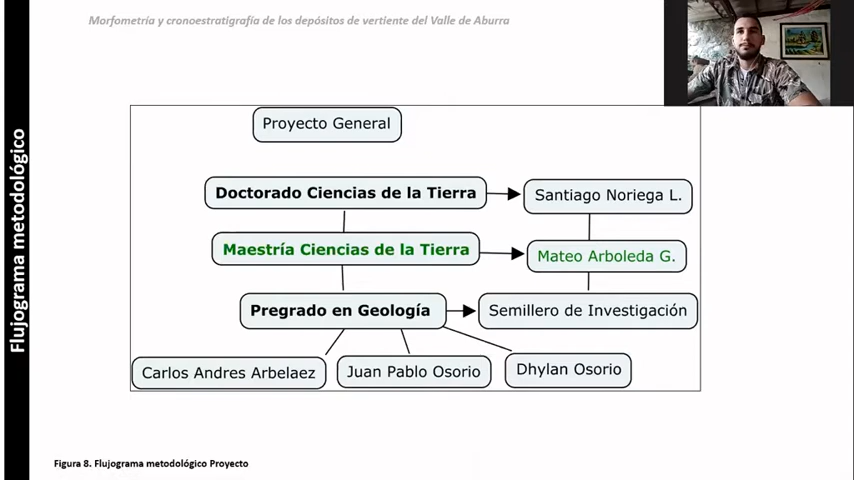 Morfometría y cronoestratigrafía de los depósitos de vertiente del Valle de Aburra
Flujograma metodológico
Proyecto General
Doctorado Ciencias de la Tierra
Santiago Noriega L.
Maestría Ciencias de la Tierra
Mateo Arboleda G.
Pregrado en Geología
Semillero de Investigación
Carlos Andres Arbelaez
Juan Pablo Osorio
Dhylan Osorio
Figura 8. Flujograma metodológico Proyecto